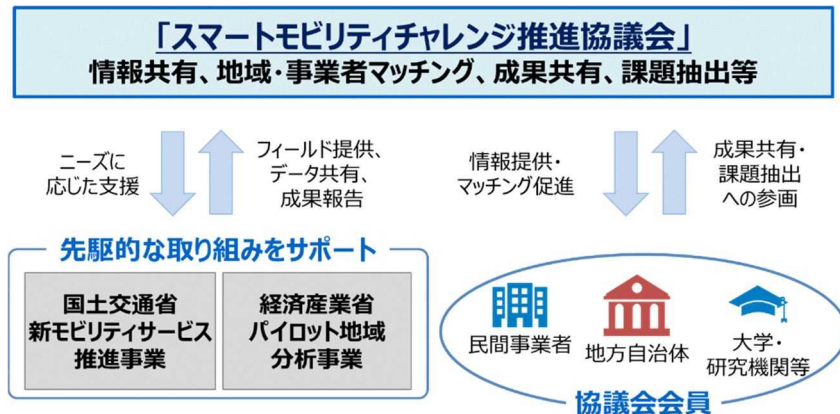 「スマートモビリティチャレンジ推進協議会」
情報共有、地域・事業者マッチング、成果共有、課題抽出等
ニーズに
応じた支援
フィールド提供、
データ共有、
成果報告
情報提供・
マッチング促進
成果共有・
課題抽出
への参画
先駆的な取り組みをサポート
国土交通省
新モビリティサービス
推進事業
経済産業省
パイロット地域
分析事業
民間事業者
地方自治体
大学・
研究機関等
協議会会員